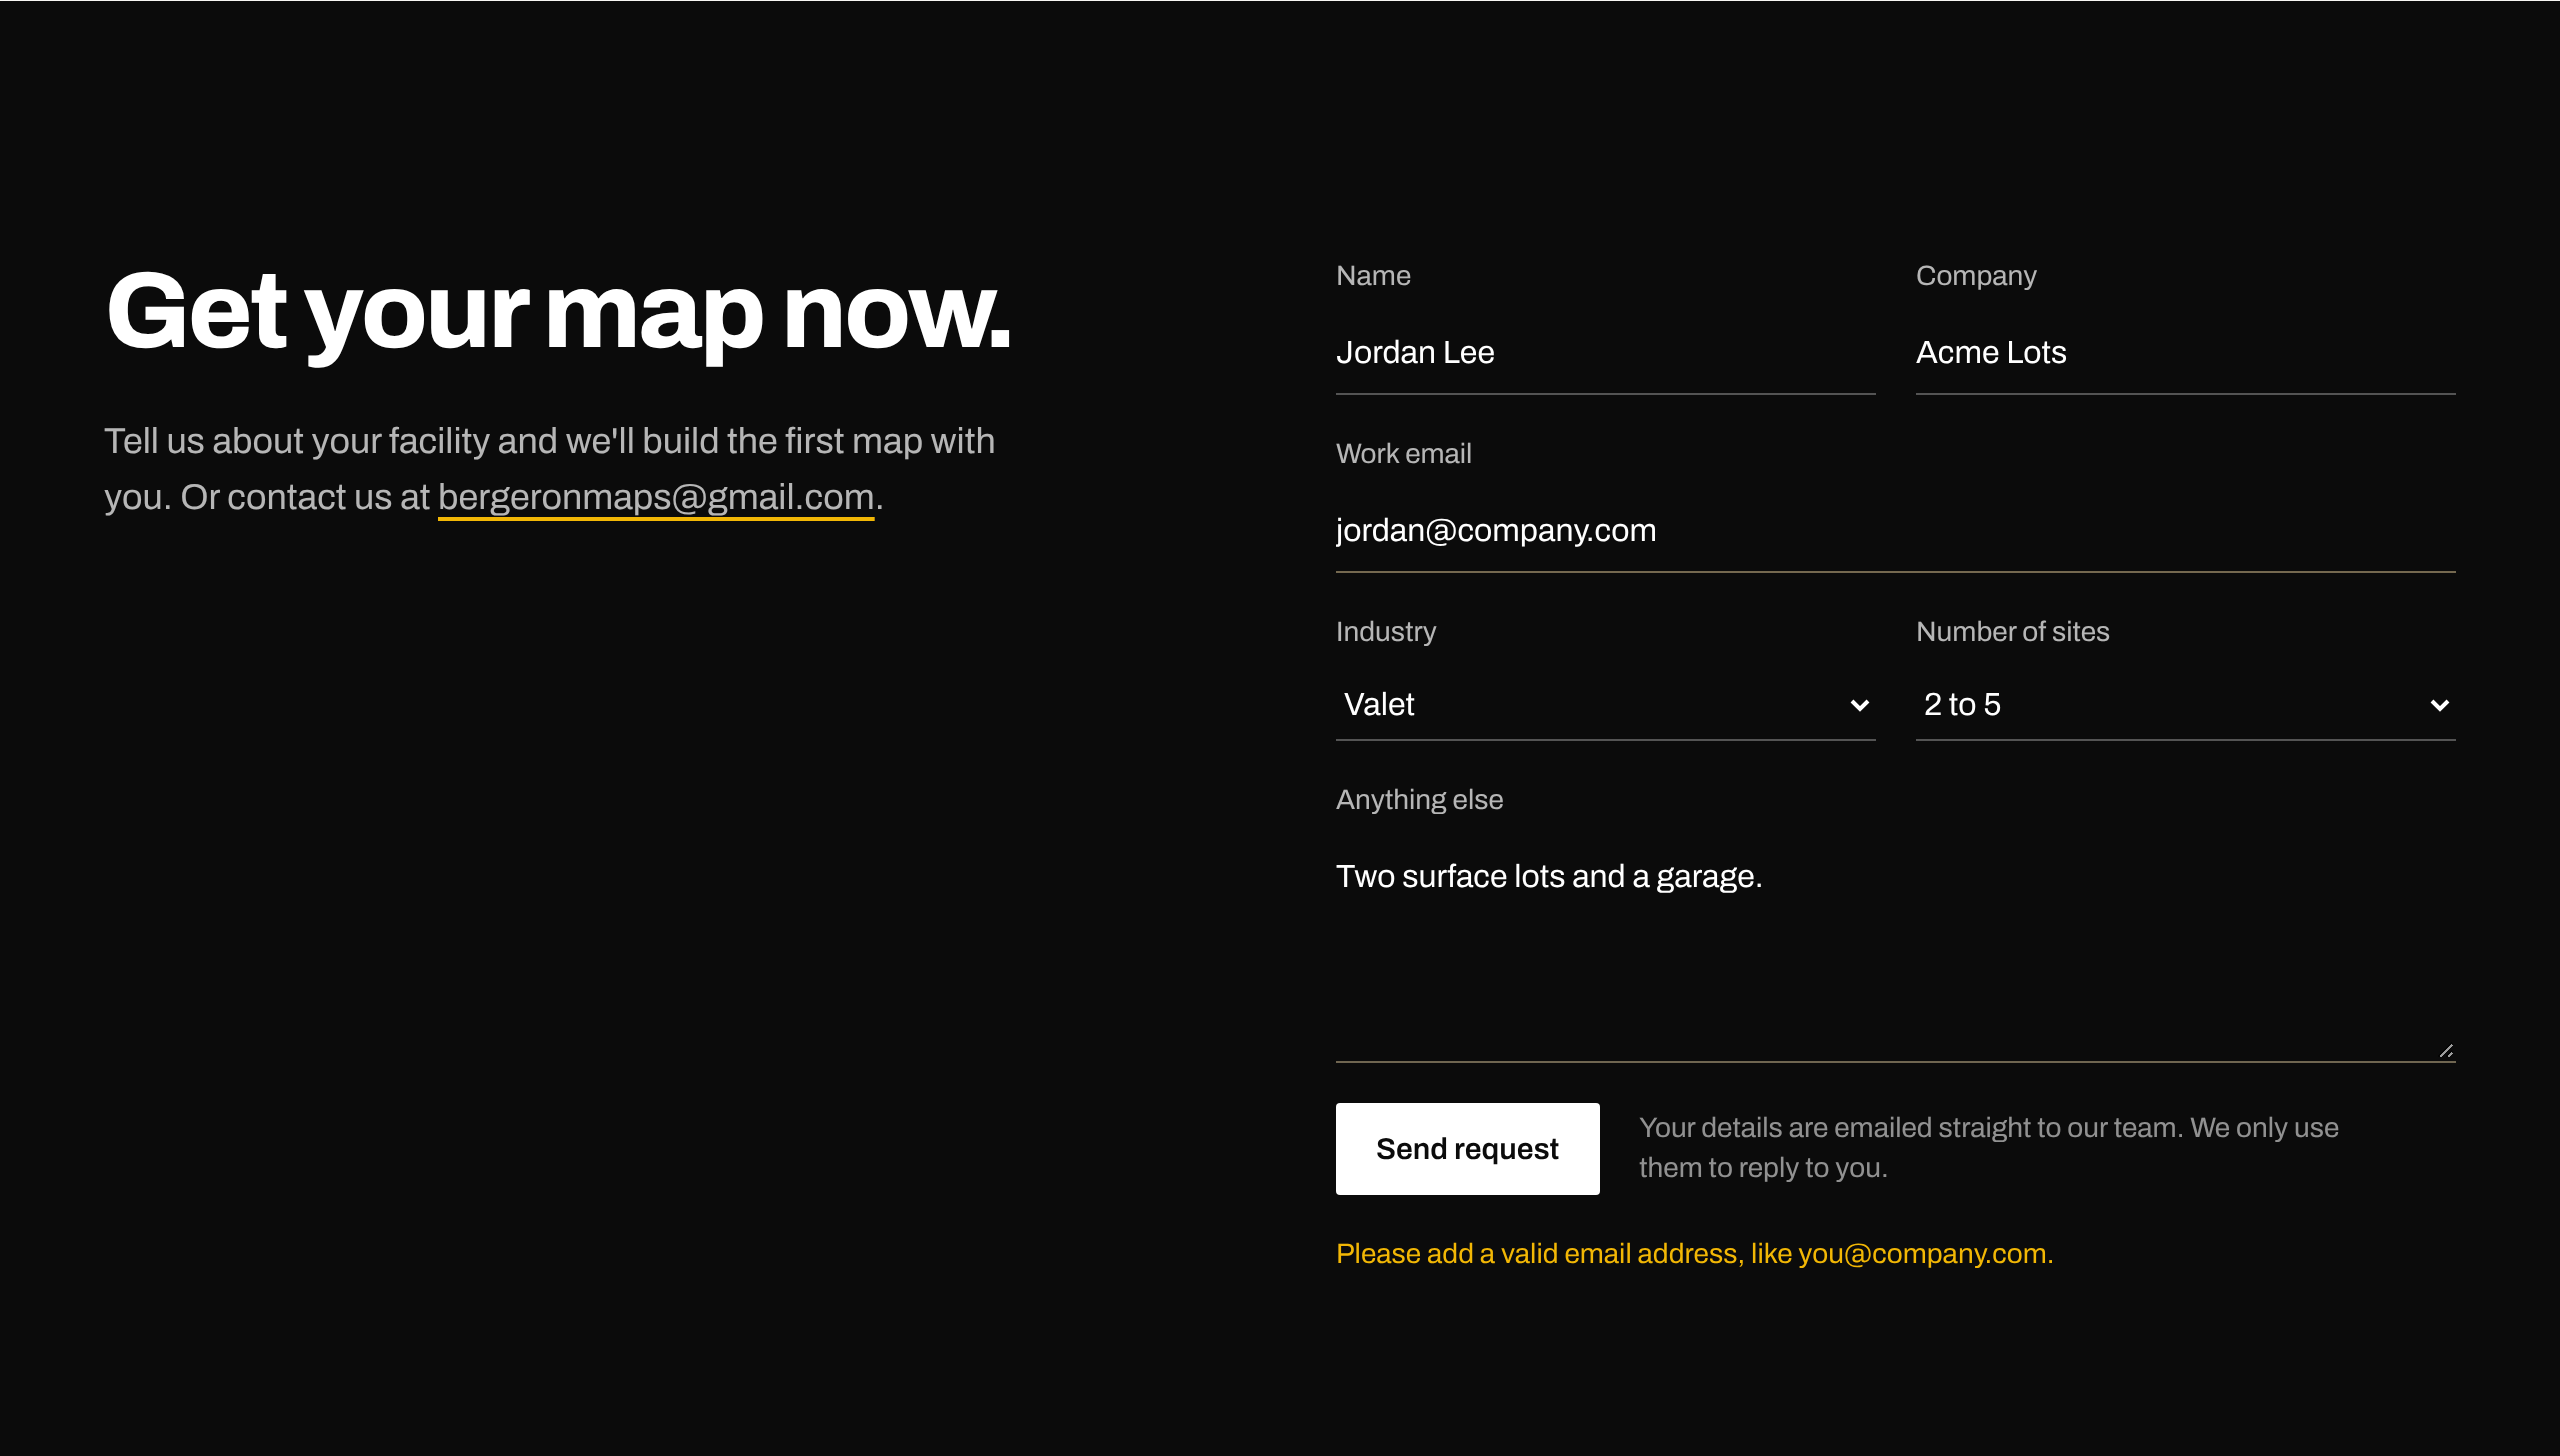 Get your map now.
Tell us about your facility and we'll build the first map with
you. Or contact us at bergeronmaps@gmail.com.
Name
Jordan Lee
Company
Acme Lots
Work email
jordan@company.com
Industry
Valet
Number of sites
2 to 5
Anything else
Two surface lots and a garage.
Send request
Your details are emailed straight to our team. We only use
them to reply to you.
Please add a valid email address, like you@company.com.